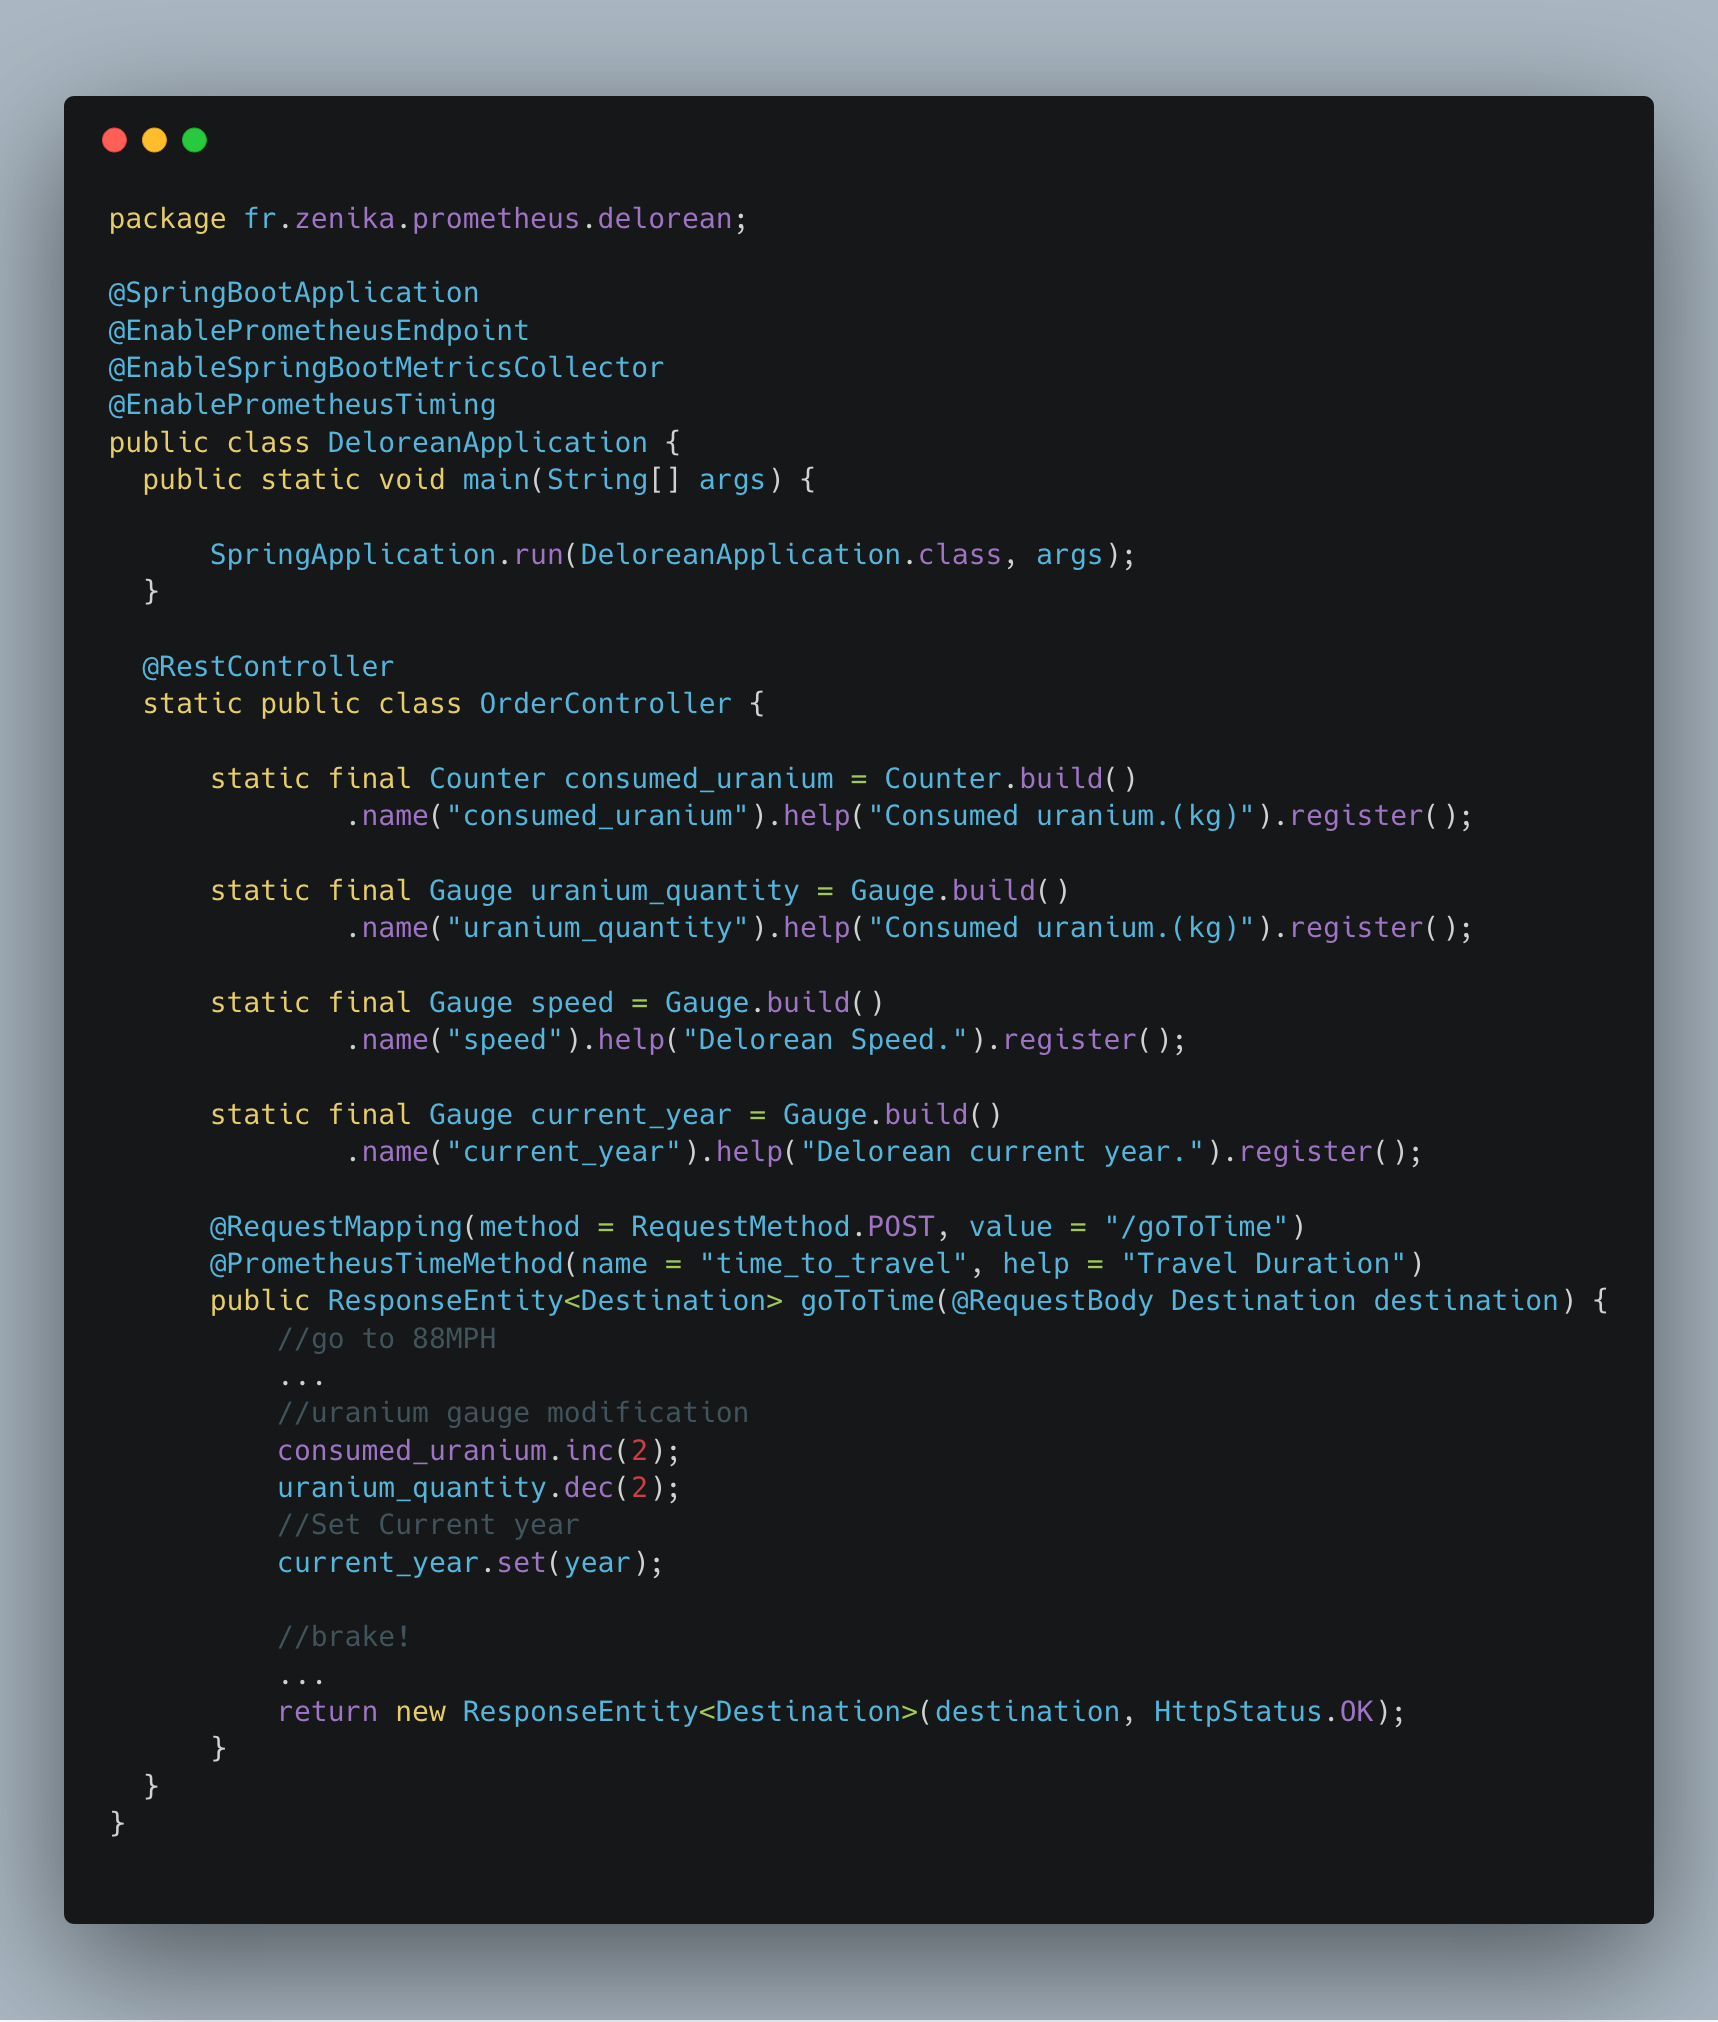 package fr.zenika.prometheus.delorean;

@SpringBootApplication
@EnablePrometheusEndpoint
@EnableSpringBootMetricsCollector
@EnablePrometheusTiming
public class DeloreanApplication {
  public static void main(String[] args) {

      SpringApplication.run(DeloreanApplication.class, args);
  }

  @RestController
  static public class OrderController {

      static final Counter consumed_uranium = Counter.build()
              .name("consumed_uranium").help("Consumed uranium.(kg)").register();

      static final Gauge uranium_quantity = Gauge.build()
              .name("uranium_quantity").help("Consumed uranium.(kg)").register();

      static final Gauge speed = Gauge.build()
              .name("speed").help("Delorean Speed.").register();

      static final Gauge current_year = Gauge.build()
              .name("current_year").help("Delorean current year.").register();

      @RequestMapping(method = RequestMethod.POST, value = "/goToTime")
      @PrometheusTimeMethod(name = "time_to_travel", help = "Travel Duration")
      public ResponseEntity<Destination> goToTime(@RequestBody Destination destination) {
          //go to 88MPH
          ...
          //uranium gauge modification
          consumed_uranium.inc(2);
          uranium_quantity.dec(2);
          //Set Current year
          current_year.set(year);

          //brake!
          ...
          return new ResponseEntity<Destination>(destination, HttpStatus.OK);
      }
  }
}